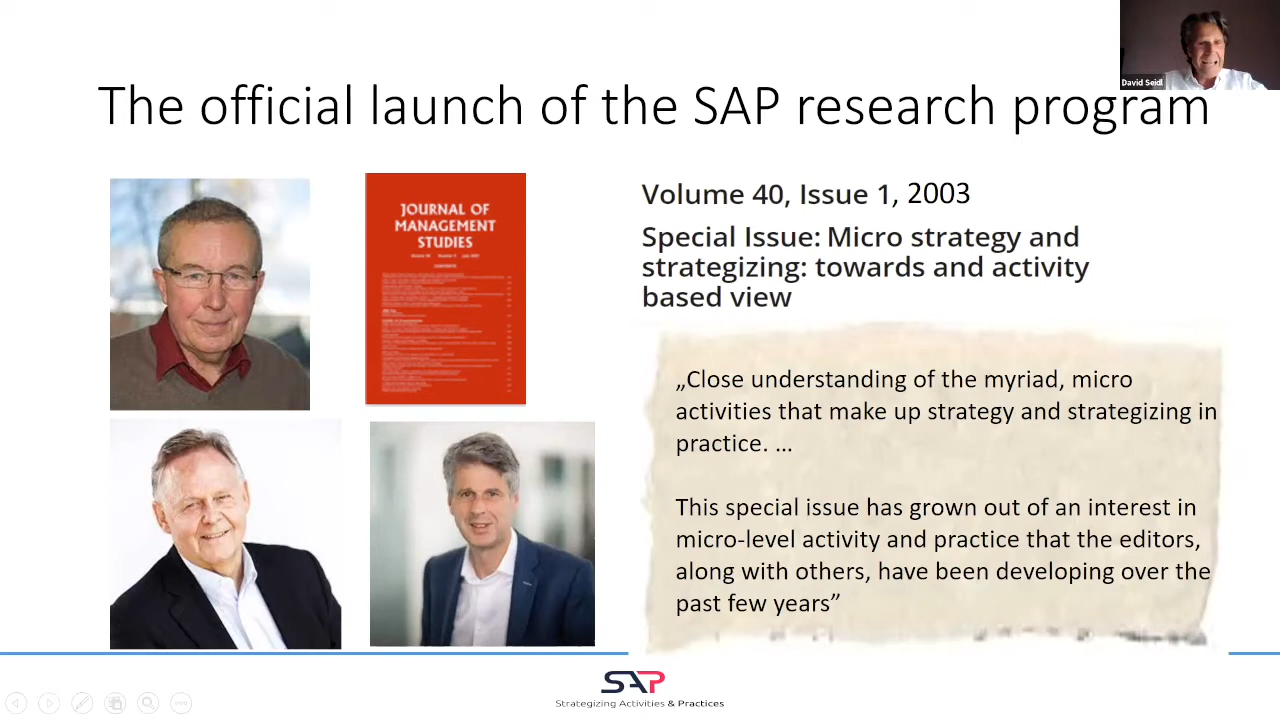 David Seidl
The official launch of the SAP research program
JOURNAL OF
MANAGEMENT
STUDIES
Volume 40, Issue 1, 2003
Special Issue: Micro strategy and
strategizing: towards and activity
based view
„Close understanding of the myriad, micro
activities that make up strategy and strategizing in
practice. ...
This special issue has grown out of an interest in
micro-level activity and practice that the editors,
along with others, have been developing over the
past few years”
SAP
Strategizing Activities & Practices